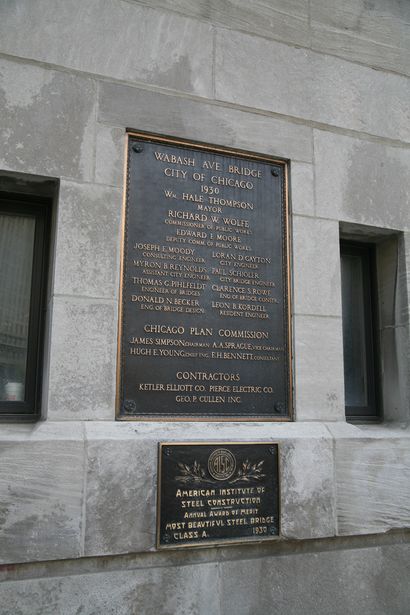 WABASH AVE BRIDGE
CITY OF CHICAGO
1930
WM. HALE THOMPSON
MAYOR
RICHARD W. WOLFE
COMMISSIONER OF PUBLIC WORKS
EDWARD F. MOORE
DEPUTY COMM. OF PUBLIC WORKS
JOSEPH E. MOODY
CONSULTING ENGINEER
LORAN D. GAYTON
CITY ENGINEER
MYRON B. REYNOLDS
ASSISTANT CITY ENGINEER
PAUL SCHIOLER
CITY BRIDGE ENGINEER
THOMAS G. PIHLFELDT
ENGINEER OF BRIDGES
CLARENCE S. ROWE
ENG OF BRIDGE CONSTR.
DONALD N. BECKER
ENG. OF BRIDGE DESIGN
LEON B. KORDELL
RESIDENT ENGINEER
CHICAGO PLAN COMMISSION
JAMES SIMPSON, CHAIRMAN A.A. SPRAGUE, VICE CHAIRMAN
HUGH E. YOUNG, CHIEF ENG. E.H. BENNETT, CONSULTANT
CONTRACTORS
KETLER ELLIOTT CO. PIERCE ELECTRIC CO.
GEO. P. CULLEN INC.
AISC
AMERICAN INSTITUTE OF
STEEL CONSTRUCTION
ANNUAL AWARD OF MERIT
MOST BEAUTIFUL STEEL BRIDGE
CLASS A. 1930